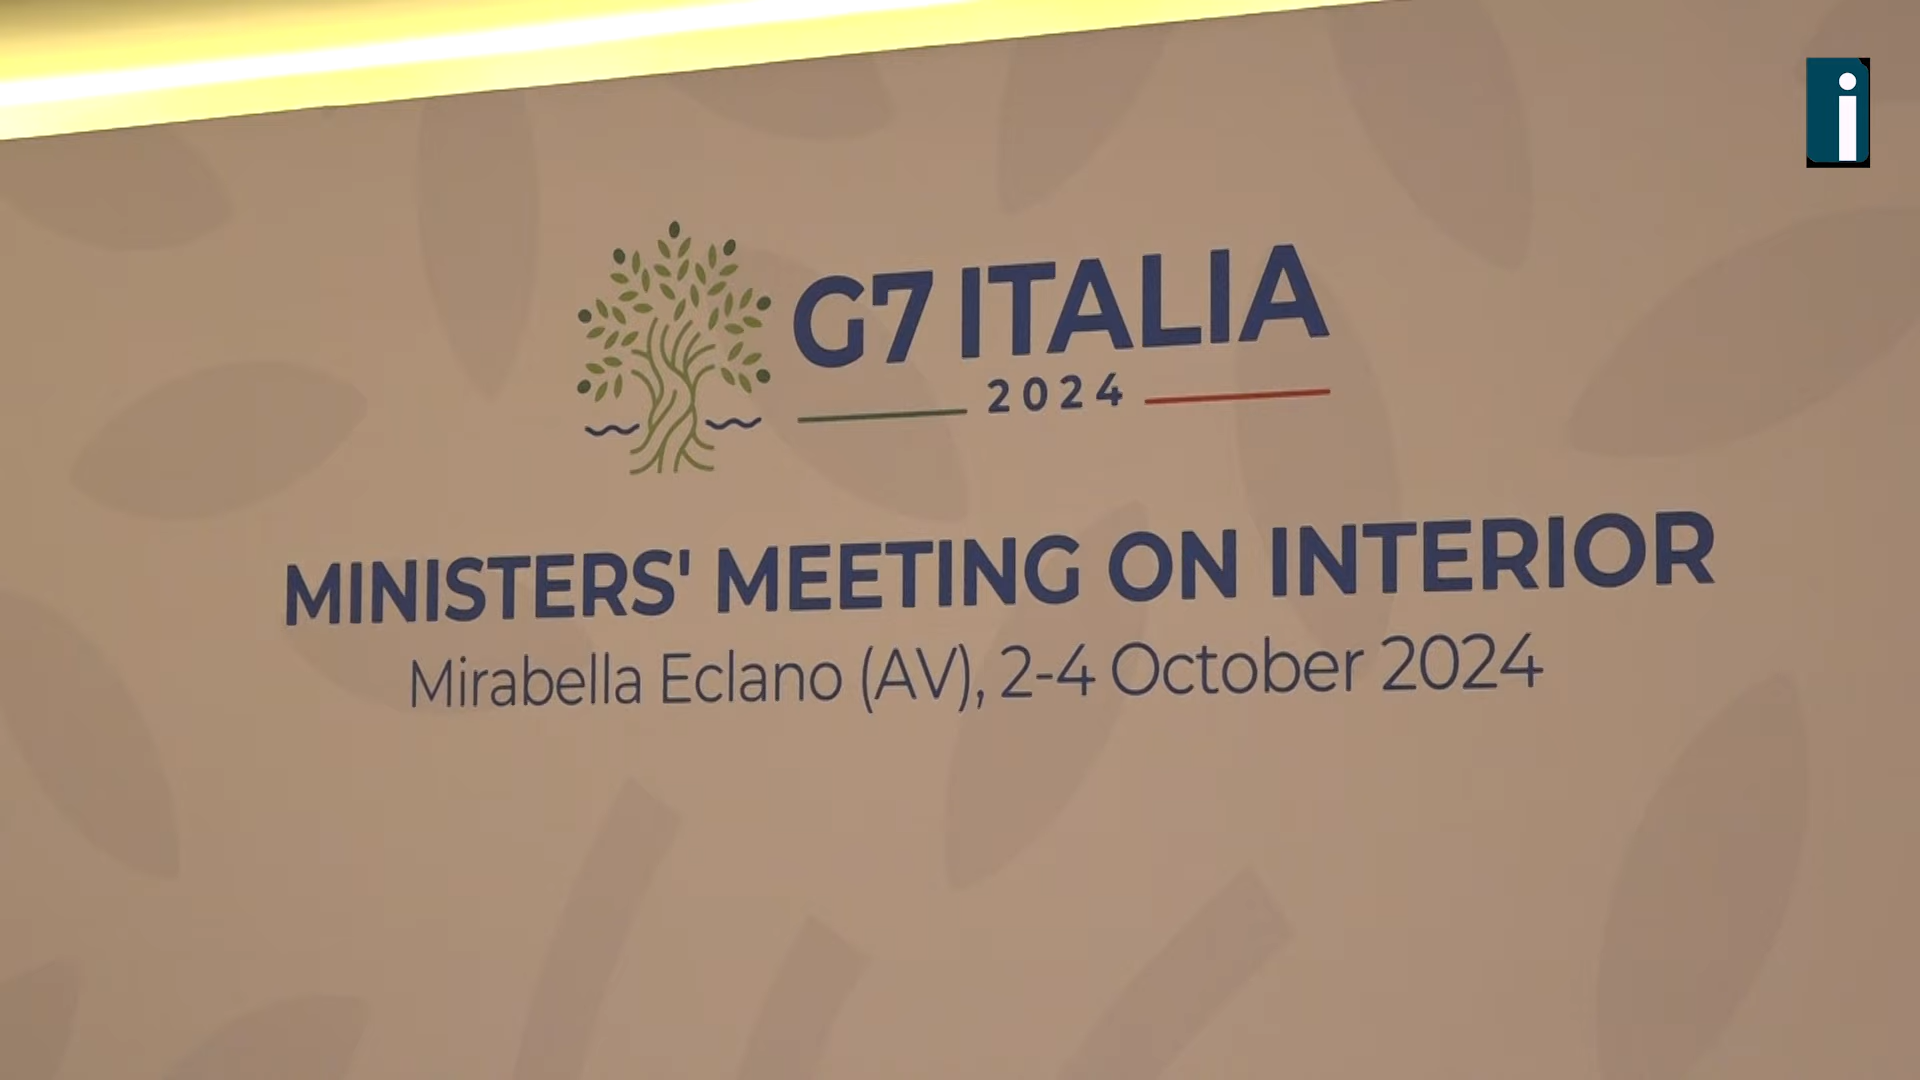 i
G7 ITALIA
2024
MINISTERS' MEETING ON INTERIOR
Mirabella Eclano (AV), 2-4 October 2024